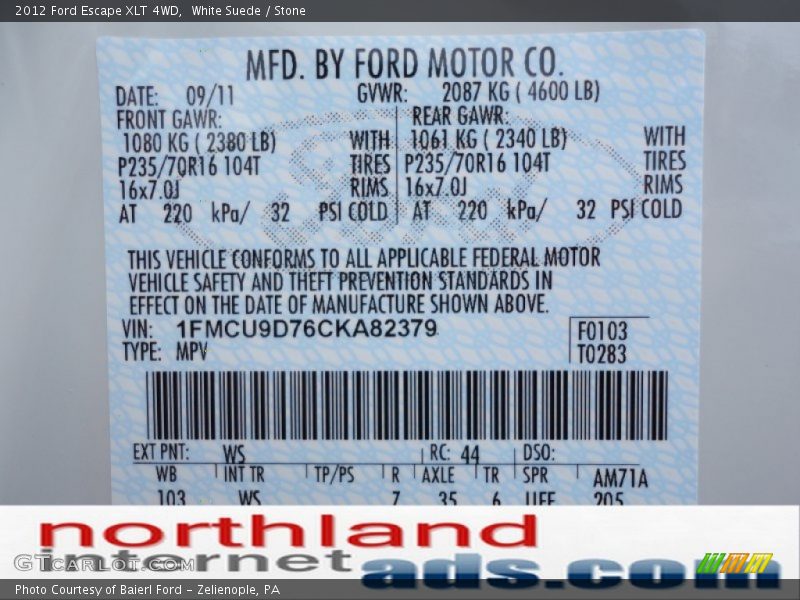 2012 Ford Escape XLT 4WD, White Suede / Stone
MFD. BY FORD MOTOR CO.
DATE: 09/11 GVWR: 2087 KG ( 4600 LB)
FRONT GAWR: REAR GAWR:
1080 KG ( 2380 LB) WITH 1061 KG ( 2340 LB) WITH
P235/70R16 104T TIRES P235/70R16 104T TIRES
16x7.0J RIMS 16x7.0J RIMS
AT 220 kPa/ 32 PSI COLD AT 220 kPa/ 32 PSI COLD
THIS VEHICLE CONFORMS TO ALL APPLICABLE FEDERAL MOTOR
VEHICLE SAFETY AND THEFT PREVENTION STANDARDS IN
EFFECT ON THE DATE OF MANUFACTURE SHOWN ABOVE.
VIN: 1FMCU9D76CKA82379 F0103
TYPE: MPV T0283
EXT PNT: WS RC: 44 DSO:
WB INT TR TP/PS R AXLE TR SPR AM71A
103 WS 7 35 6 205
northland
internet
ads.com
GTCARLOT.COM
Photo Courtesy of Baierl Ford - Zelienople, PA